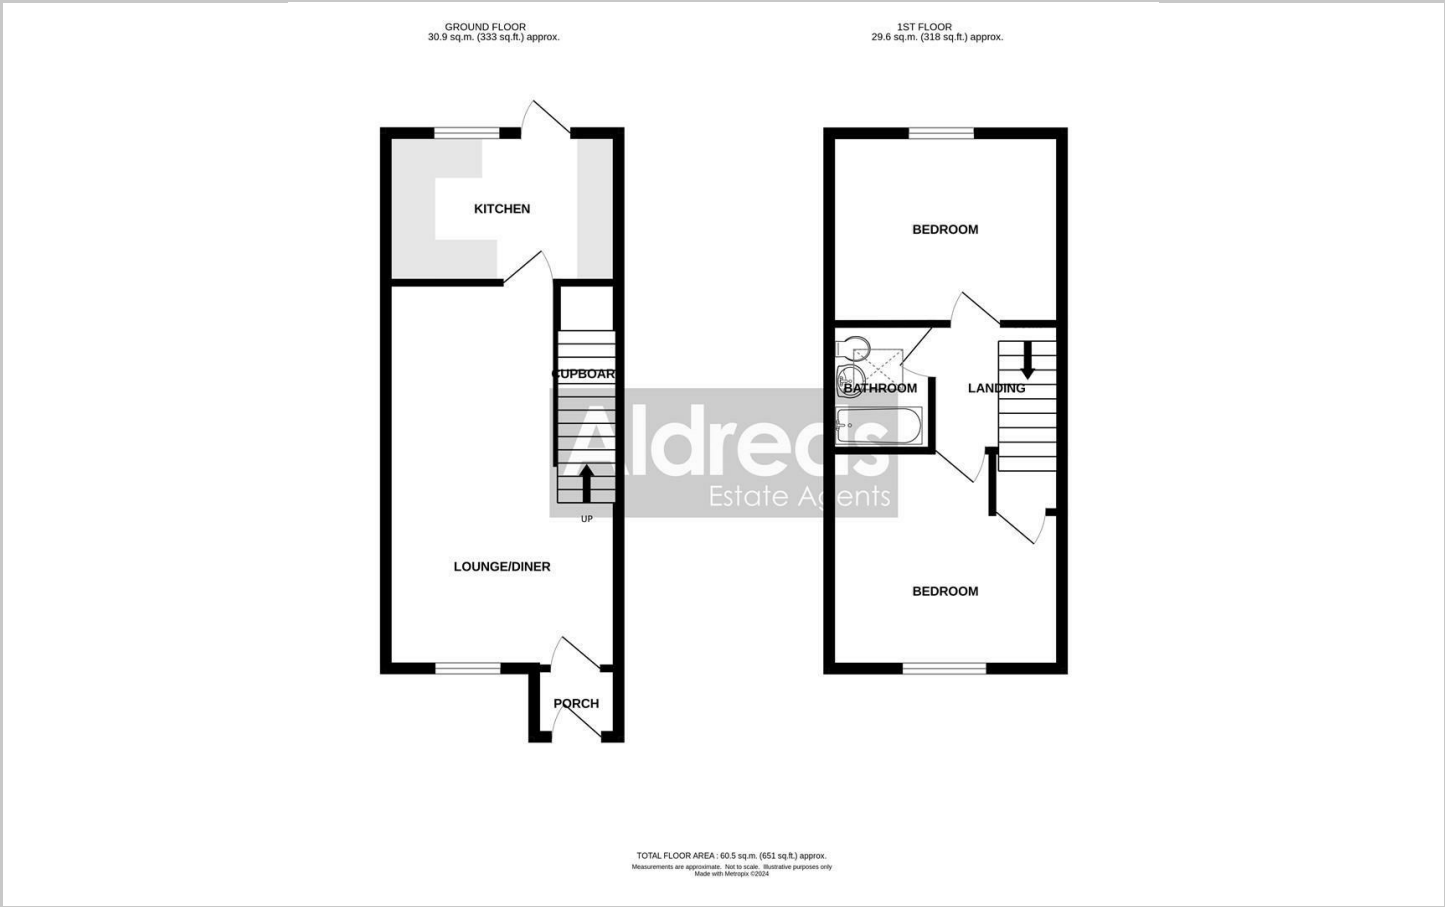 GROUND FLOOR
30.9 sq.m. (333 sq.ft.) approx.
1ST FLOOR
29.6 sq.m. (318 sq.ft.) approx.
KITCHEN
CUPBOAR
UP
LOUNGE/DINER
PORCH
BEDROOM
BATHROOM
LANDING
BEDROOM
Aldreds
Estate Agents
TOTAL FLOOR AREA : 60.5 sq.m. (651 sq.ft.) approx.
Measurements are approximate. Not to scale. Illustrative purposes only
Made with Metropix ©2024